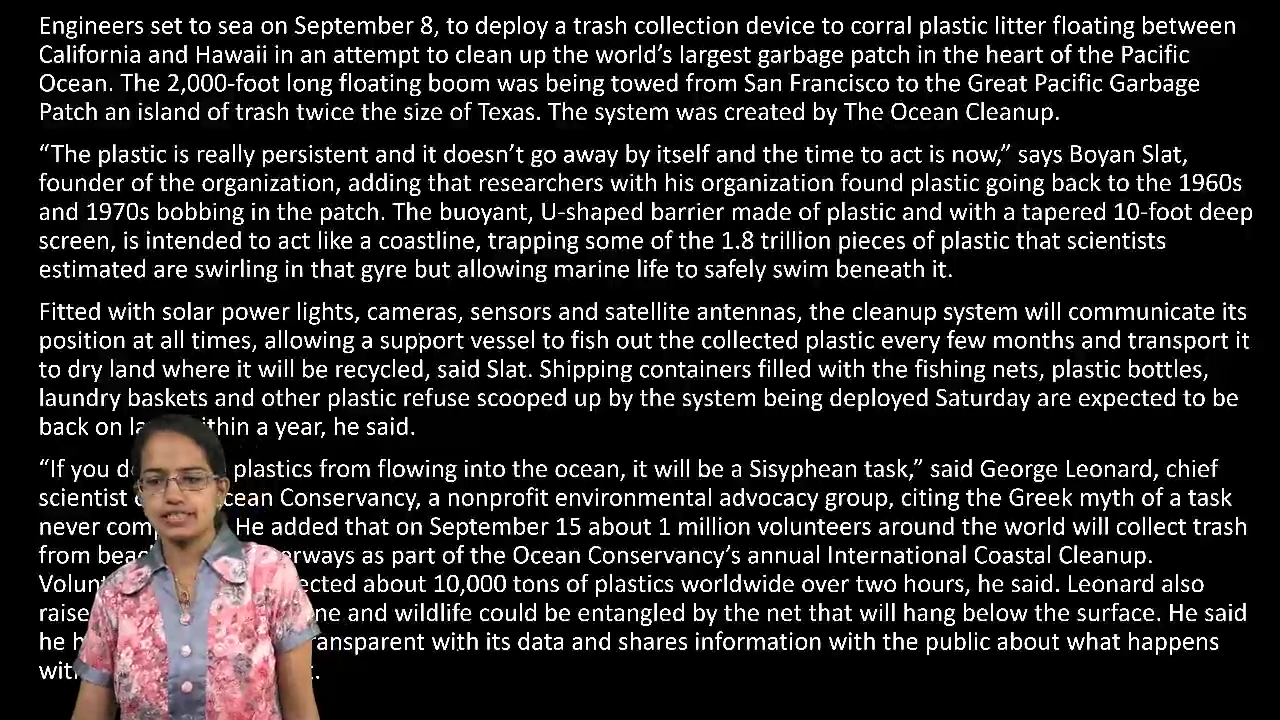 Engineers set to sea on September 8, to deploy a trash collection device to corral plastic litter floating between
California and Hawaii in an attempt to clean up the world’s largest garbage patch in the heart of the Pacific
Ocean. The 2,000-foot long floating boom was being towed from San Francisco to the Great Pacific Garbage
Patch an island of trash twice the size of Texas. The system was created by The Ocean Cleanup.
“The plastic is really persistent and it doesn’t go away by itself and the time to act is now,” says Boyan Slat,
founder of the organization, adding that researchers with his organization found plastic going back to the 1960s
and 1970s bobbing in the patch. The buoyant, U-shaped barrier made of plastic and with a tapered 10-foot deep
screen, is intended to act like a coastline, trapping some of the 1.8 trillion pieces of plastic that scientists
estimated are swirling in that gyre but allowing marine life to safely swim beneath it.
Fitted with solar power lights, cameras, sensors and satellite antennas, the cleanup system will communicate its
position at all times, allowing a support vessel to fish out the collected plastic every few months and transport it
to dry land where it will be recycled, said Slat. Shipping containers filled with the fishing nets, plastic bottles,
laundry baskets and other plastic refuse scooped up by the system being deployed Saturday are expected to be
back on within a year, he said.
“If you plastics from flowing into the ocean, it will be a Sisyphean task,” said George Leonard, chief
scientist Ocean Conservancy, a nonprofit environmental advocacy group, citing the Greek myth of a task
never He added that on September 15 about 1 million volunteers around the world will collect trash
from as part of the Ocean Conservancy’s annual International Coastal Cleanup.
about 10,000 tons of plastics worldwide over two hours, he said. Leonard also
and wildlife could be entangled by the net that will hang below the surface. He said
he with its data and shares information with the public about what happens